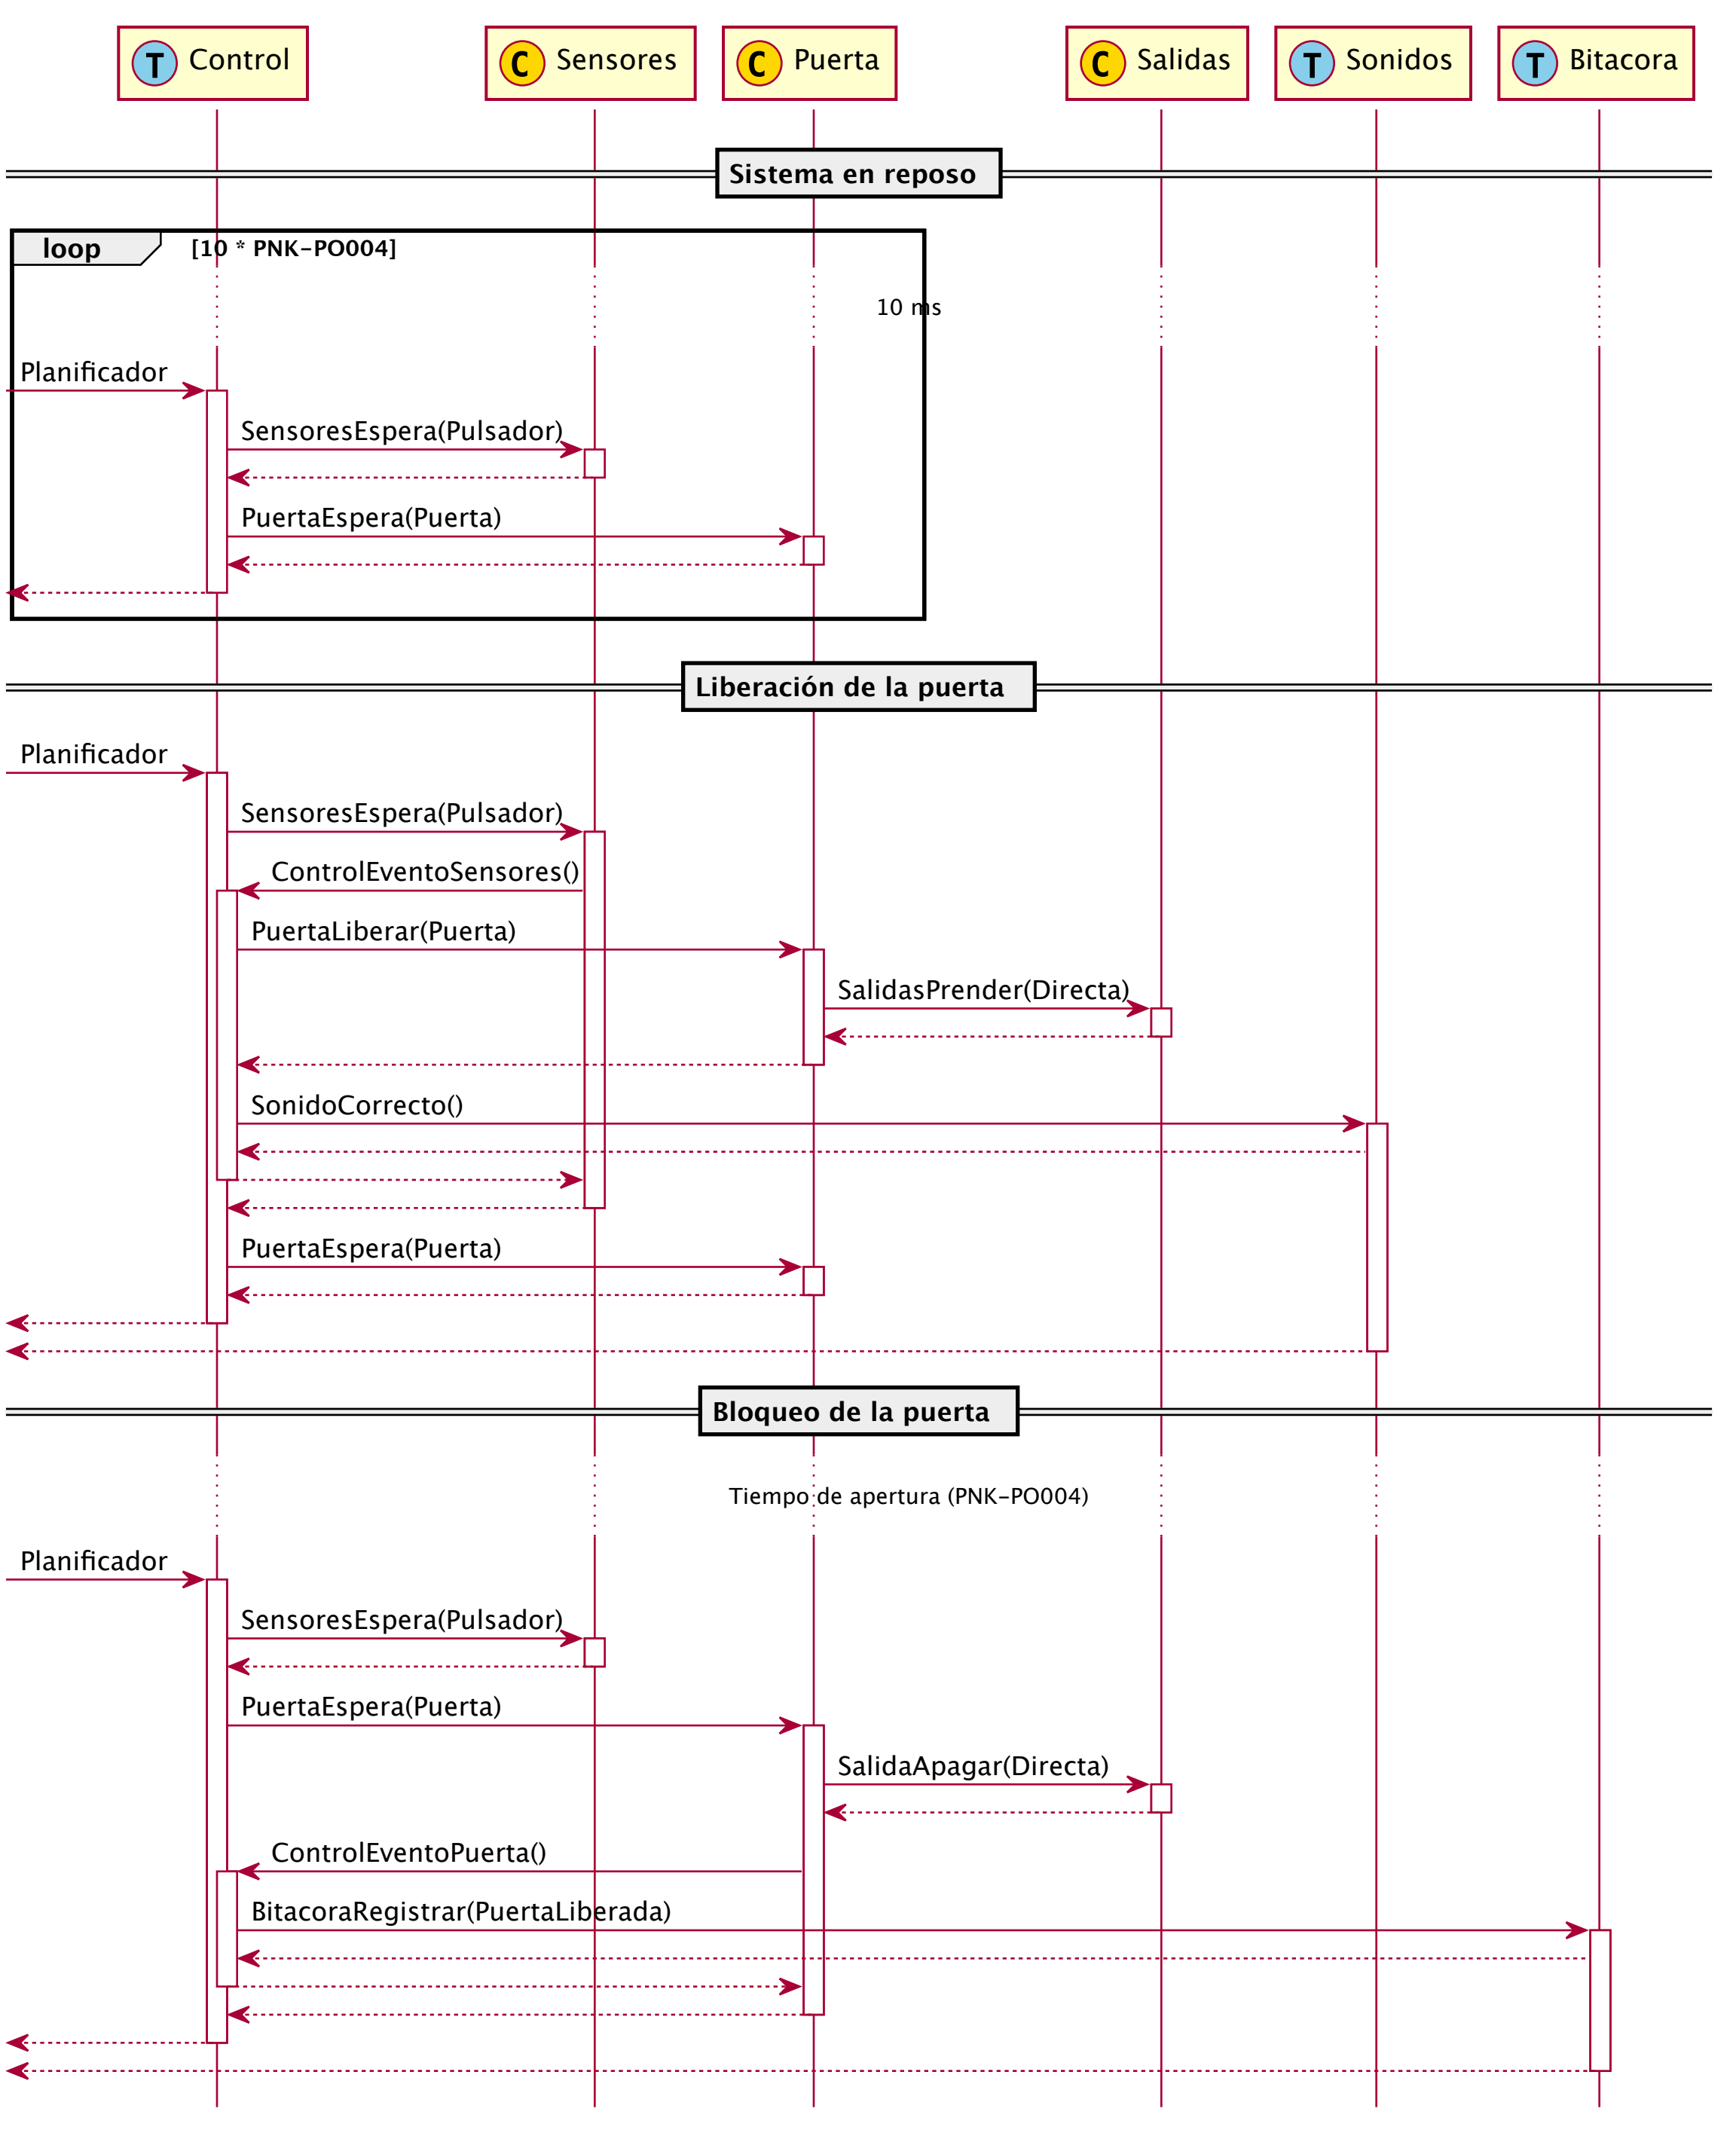 T Control
C Sensores
C Puerta
C Salidas
T Sonidos
T Bitacora
Sistema en reposo
loop [10 * PNK-PO004]
10 ms
Planificador
SensoresEspera(Pulsador)
PuertaEspera(Puerta)
Liberación de la puerta
Planificador
SensoresEspera(Pulsador)
ControlEventoSensores()
PuertaLiberar(Puerta)
SalidasPrender(Directa)
SonidoCorrecto()
PuertaEspera(Puerta)
Bloqueo de la puerta
Tiempo de apertura (PNK-PO004)
Planificador
SensoresEspera(Pulsador)
PuertaEspera(Puerta)
SalidaApagar(Directa)
ControlEventoPuerta()
BitacoraRegistrar(PuertaLiberada)